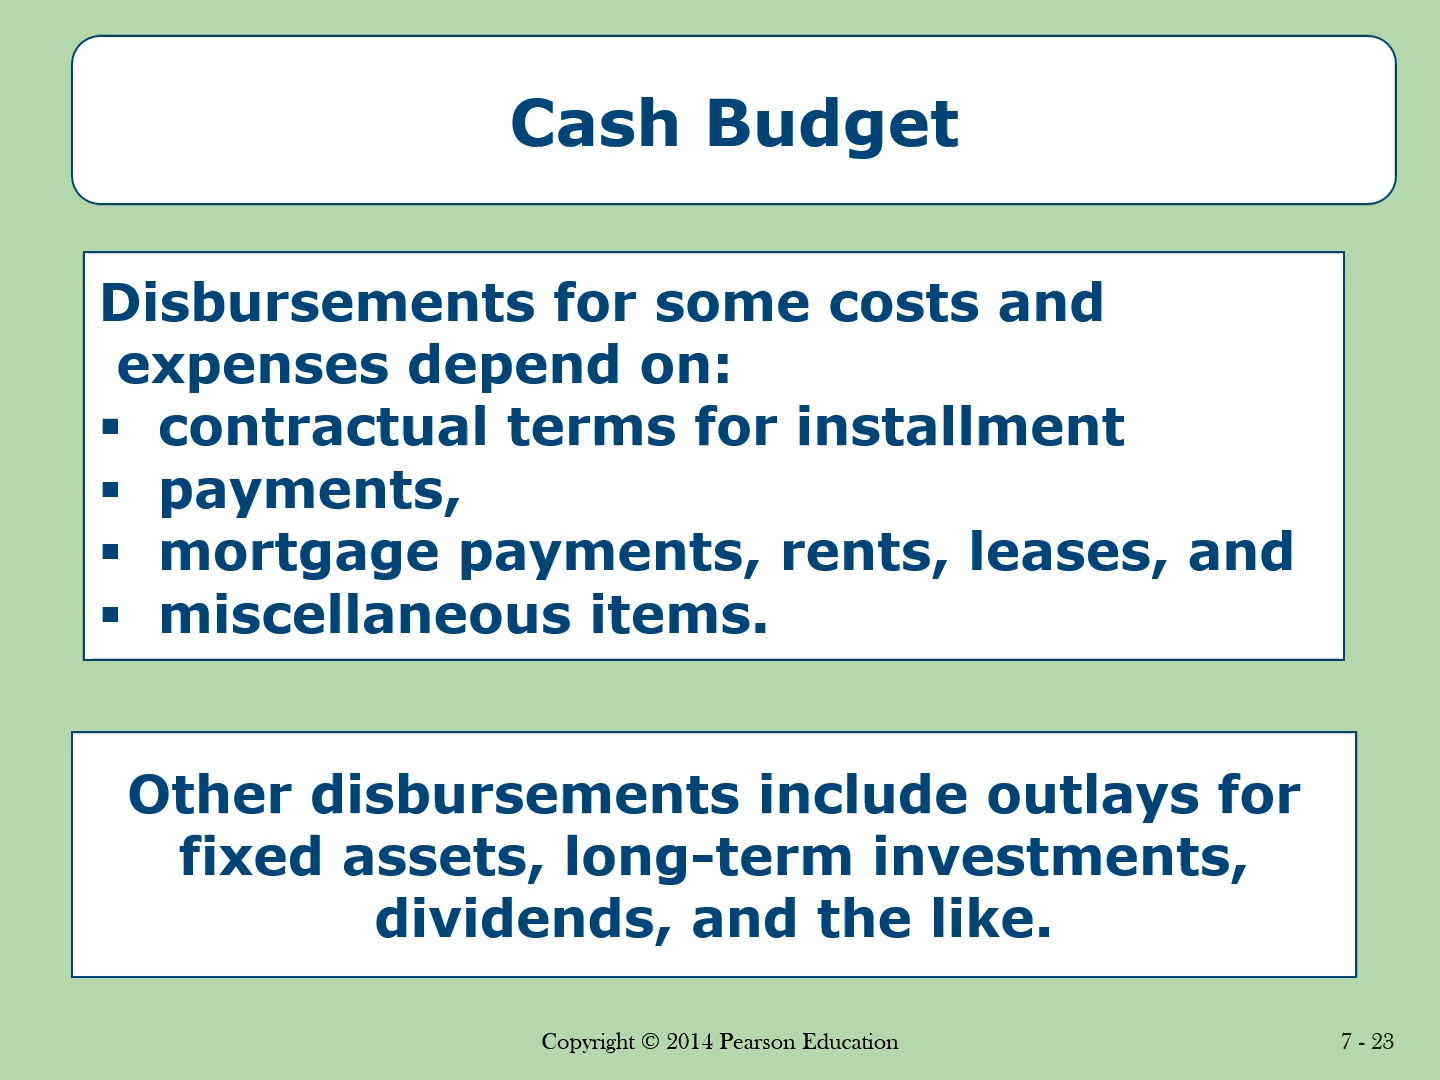 Cash Budget
Disbursements for some costs and
expenses depend on:
▪ contractual terms for installment
▪ payments,
▪ mortgage payments, rents, leases, and
▪ miscellaneous items.
Other disbursements include outlays for
fixed assets, long-term investments,
dividends, and the like.
Copyright © 2014 Pearson Education
7 - 23